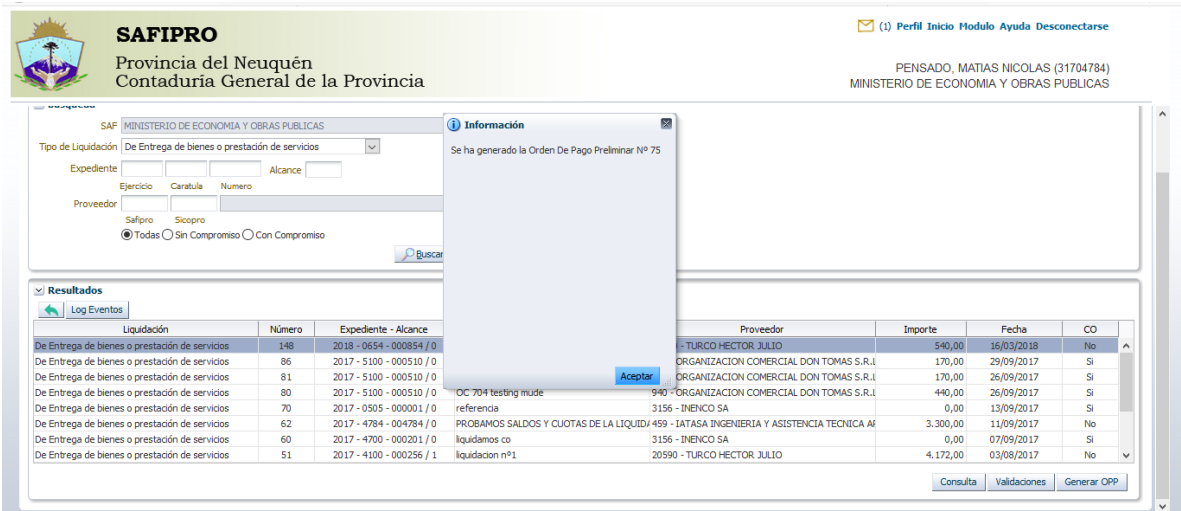 SAFIPRO
Provincia del Neuquén
Contaduría General de la Provincia
(1) Perfil Inicio Modulo Ayuda Desconectarse
PENSADO, MATIAS NICOLAS (31704784)
MINISTERIO DE ECONOMIA Y OBRAS PUBLICAS
Búsqueda
SAF MINISTERIO DE ECONOMIA Y OBRAS PUBLICAS
Tipo de Liquidación De Entrega de bienes o prestación de servicios
Expediente Alcance
Ejercicio Caratula Numero
Proveedor
Safipro Sicopro
Todas Sin Compromiso Con Compromiso
Buscar
Información
Se ha generado la Orden De Pago Preliminar Nº 75
Aceptar
Resultados
Log Eventos
Liquidación Número Expediente - Alcance Proveedor Importe Fecha CO
De Entrega de bienes o prestación de servicios 148 2018 - 0654 - 000854 / 0 - TURCO HECTOR JULIO 540,00 16/03/2018 No
De Entrega de bienes o prestación de servicios 86 2017 - 5100 - 000510 / 0 ORGANIZACION COMERCIAL DON TOMAS S.R.L 170,00 29/09/2017 Si
De Entrega de bienes o prestación de servicios 81 2017 - 5100 - 000510 / 0 ORGANIZACION COMERCIAL DON TOMAS S.R.L 170,00 26/09/2017 Si
De Entrega de bienes o prestación de servicios 80 2017 - 5100 - 000510 / 0 OC 704 testing mude 940 - ORGANIZACION COMERCIAL DON TOMAS S.R.L 440,00 26/09/2017 Si
De Entrega de bienes o prestación de servicios 70 2017 - 0505 - 000001 / 0 referencia 3156 - INENCO SA 0,00 13/09/2017 Si
De Entrega de bienes o prestación de servicios 62 2017 - 4784 - 004784 / 0 PROBAMOS SALDOS Y CUOTAS DE LA LIQUIDA 459 - IATASA INGENIERIA Y ASISTENCIA TECNICA AR 3.300,00 11/09/2017 No
De Entrega de bienes o prestación de servicios 60 2017 - 4700 - 000201 / 0 liquidamos co 3156 - INENCO SA 0,00 07/09/2017 Si
De Entrega de bienes o prestación de servicios 51 2017 - 4100 - 000256 / 1 liquidacion nº1 20590 - TURCO HECTOR JULIO 4.172,00 03/08/2017 No
Consulta Validaciones Generar OPP